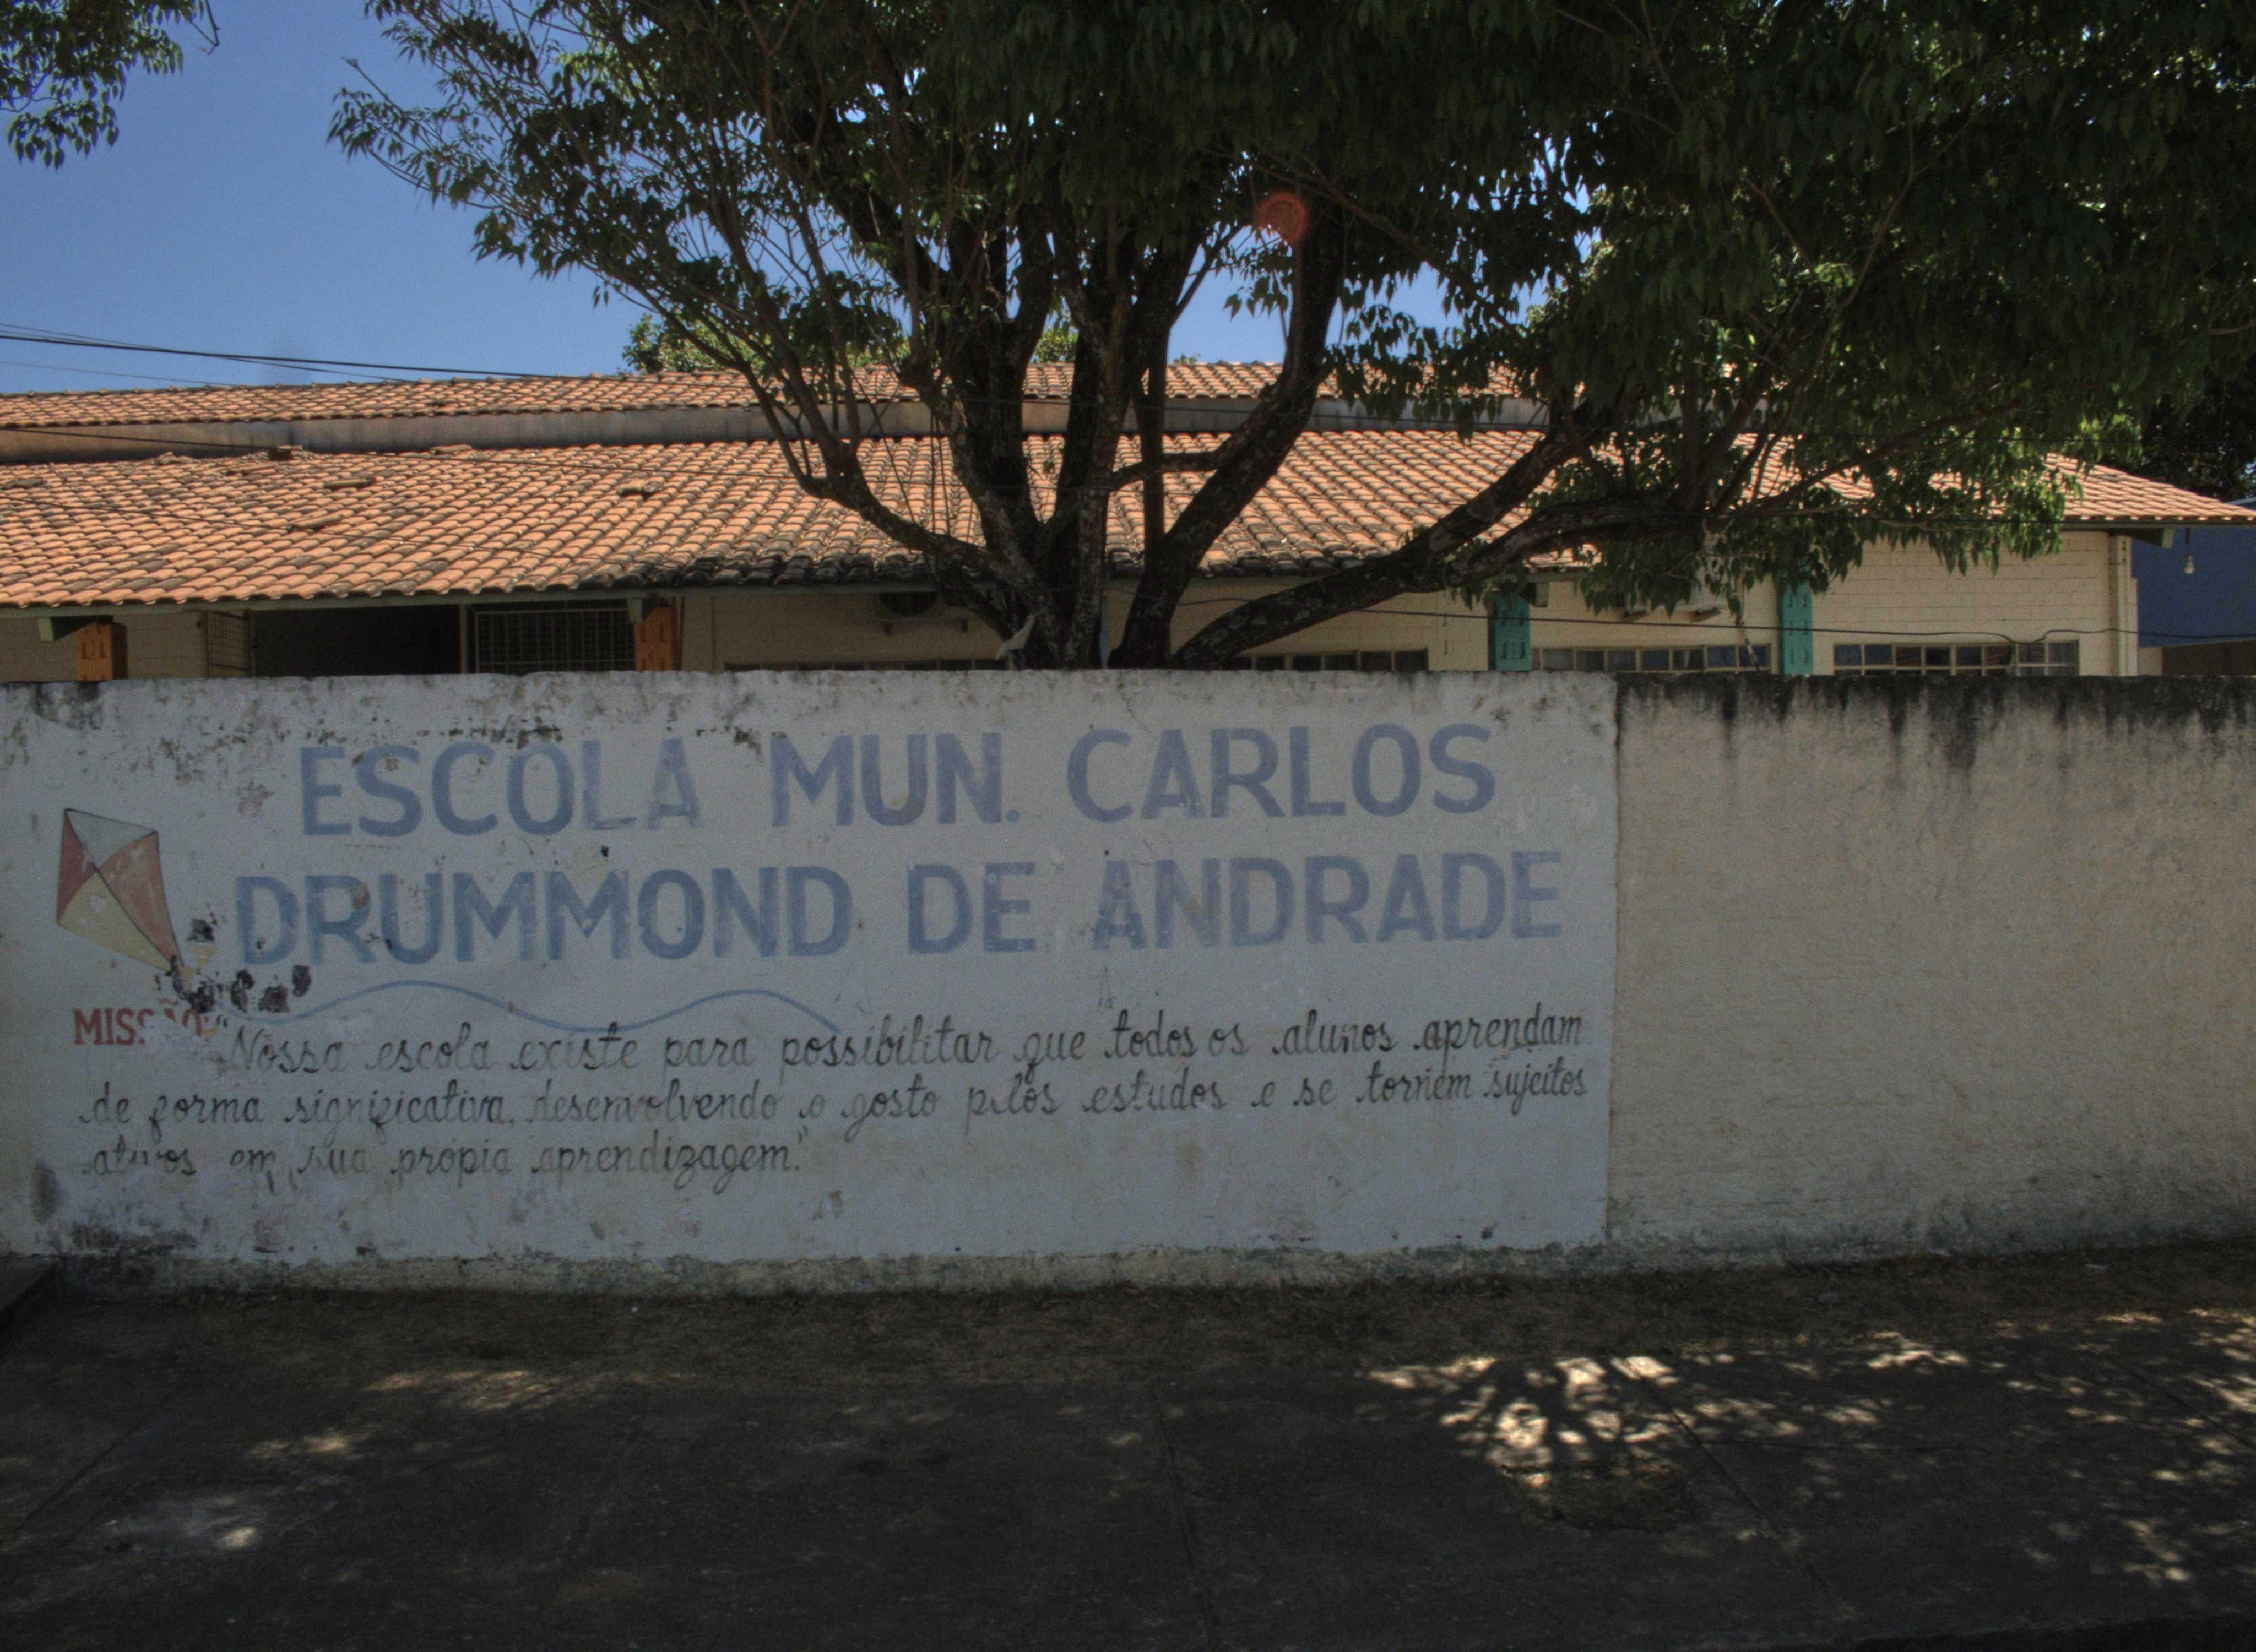 ESCOLA MUN. CARLOS
DRUMMOND DE ANDRADE
MISSÃO: "Nossa escola existe para possibilitar que todos os alunos aprendam
de forma significativa, desenvolvendo o gosto pelos estudos e se tornem sujeitos
ativos em sua própia aprendizagem."